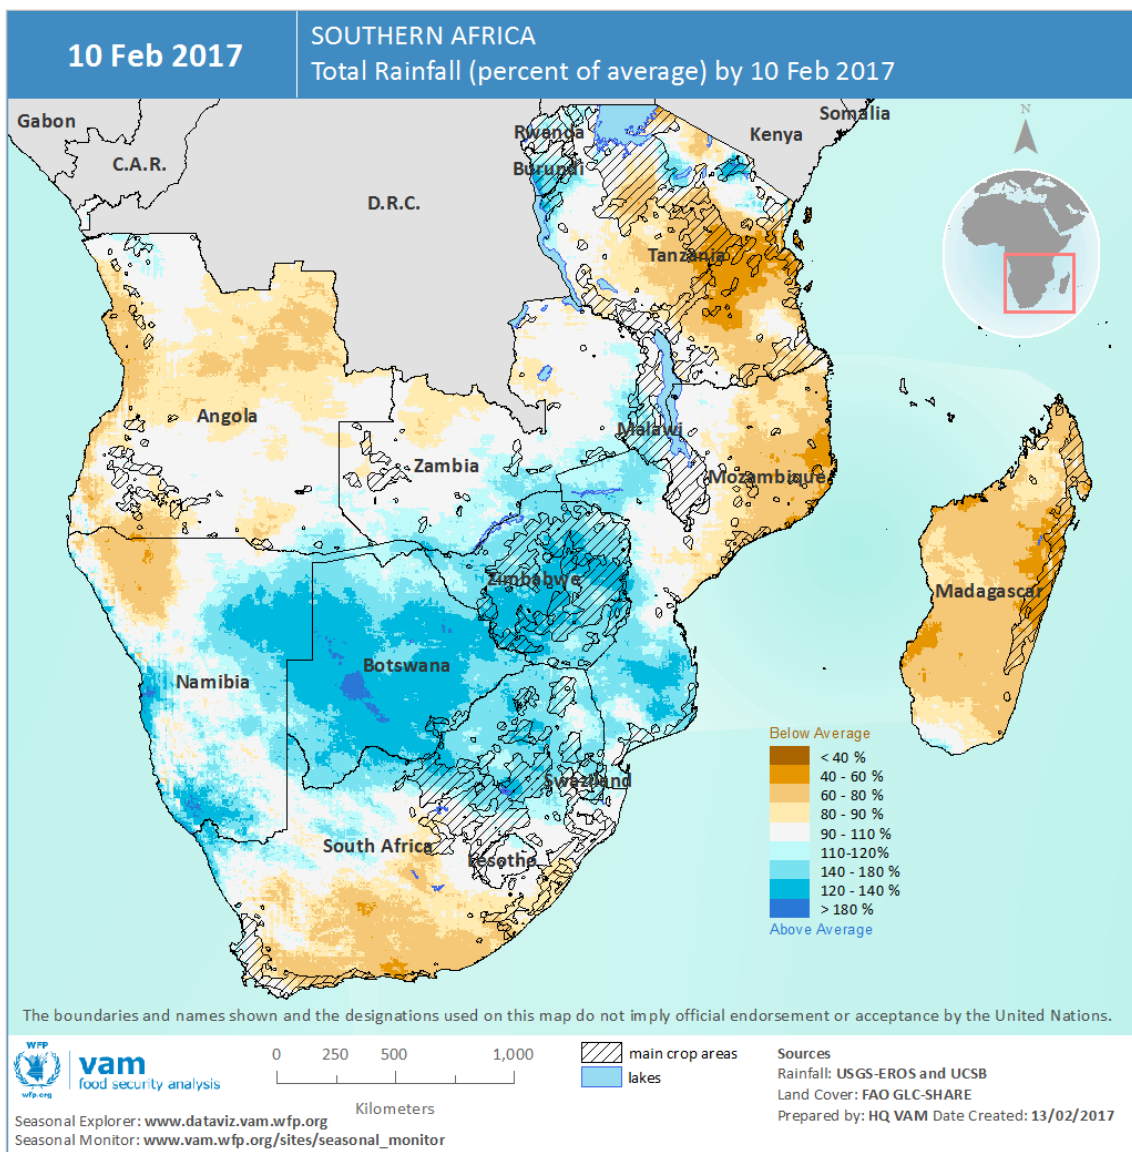 10 Feb 2017
SOUTHERN AFRICA
Total Rainfall (percent of average) by 10 Feb 2017
Gabon
C.A.R.
D.R.C.
Rwanda
Burundi
Kenya
Somalia
N
Tanzania
Angola
Zambia
Malawi
Mozambique
Zimbabwe
Madagascar
Botswana
Namibia
Swaziland
South Africa
Lesotho
Below Average
< 40 %
40 - 60 %
60 - 80 %
80 - 90 %
90 - 110 %
110-120%
140 - 180 %
120 - 140 %
> 180 %
Above Average
The boundaries and names shown and the designations used on this map do not imply official endorsement or acceptance by the United Nations.
WFP
wfp.org
vam
food security analysis
0 250 500 1,000
Kilometers
main crop areas
lakes
Sources
Rainfall: USGS-EROS and UCSB
Land Cover: FAO GLC-SHARE
Prepared by: HQ VAM Date Created: 13/02/2017
Seasonal Explorer: www.dataviz.vam.wfp.org
Seasonal Monitor: www.vam.wfp.org/sites/seasonal_monitor